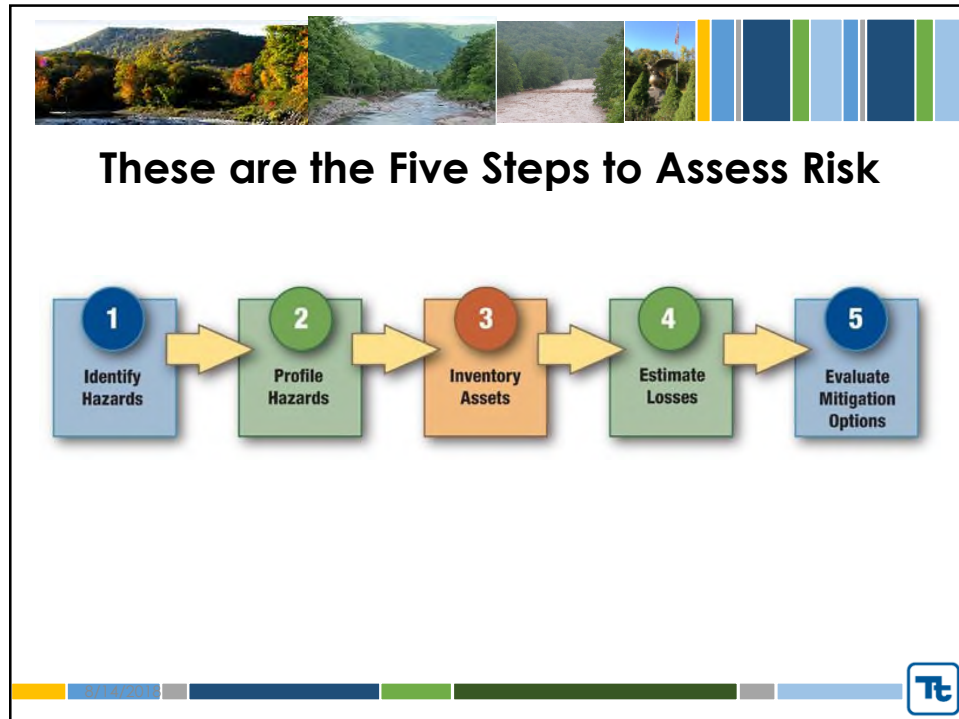 These are the Five Steps to Assess Risk
1
Identify
Hazards
2
Profile
Hazards
3
Inventory
Assets
4
Estimate
Losses
5
Evaluate
Mitigation
Options
Tt